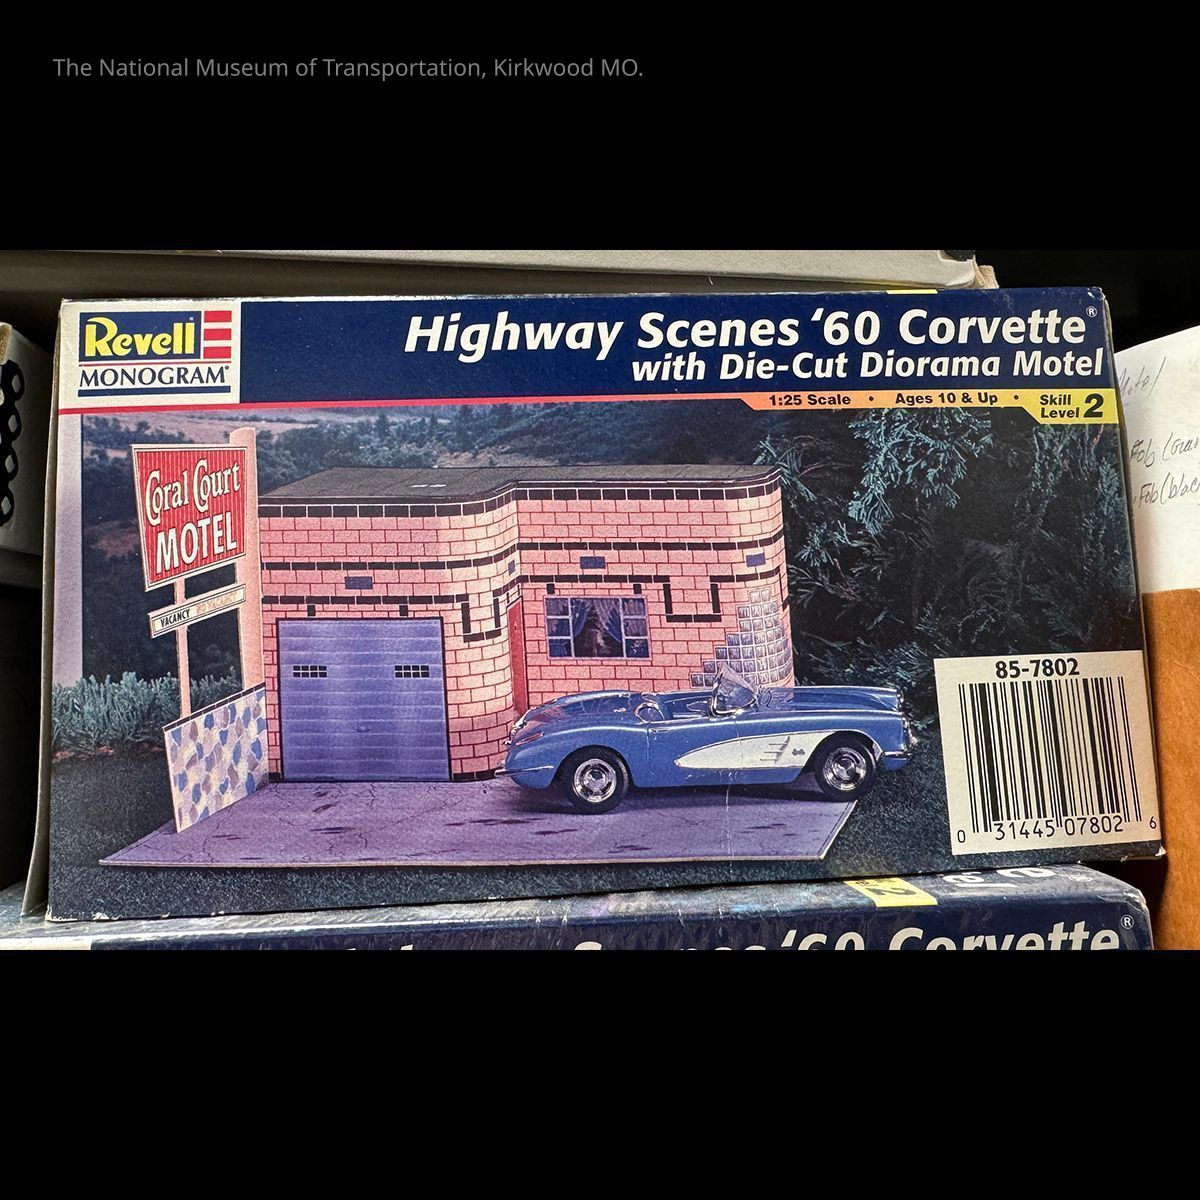 The National Museum of Transportation, Kirkwood MO.
Revell
MONOGRAM®
Highway Scenes '60 Corvette®
with Die-Cut Diorama Motel
1:25 Scale • Ages 10 & Up • Skill Level 2
Coral Court
MOTEL
VACANCY NO VACANCY
85-7802
0 31445 07802 6
'60 Corvette®